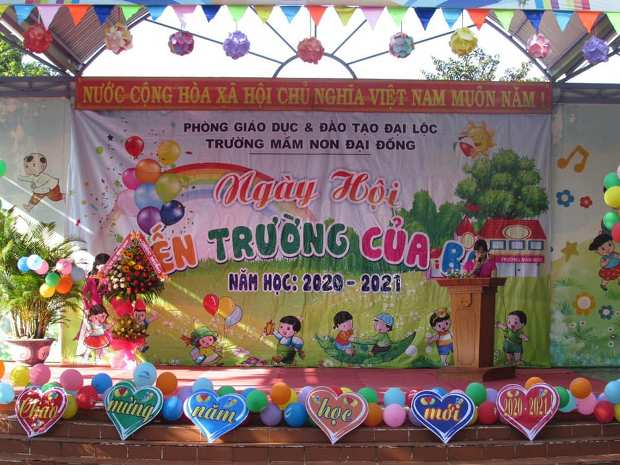 NƯỚC CỘNG HÒA XÃ HỘI CHỦ NGHĨA VIỆT NAM MUÔN NĂM !
PHÒNG GIÁO DỤC & ĐÀO TẠO ĐẠI LỘC
TRƯỜNG MẦM NON ĐẠI ĐỒNG
Ngày Hội
ĐẾN TRƯỜNG CỦA BÉ
NĂM HỌC: 2020 - 2021
Chào mừng năm học mới 2020 - 2021